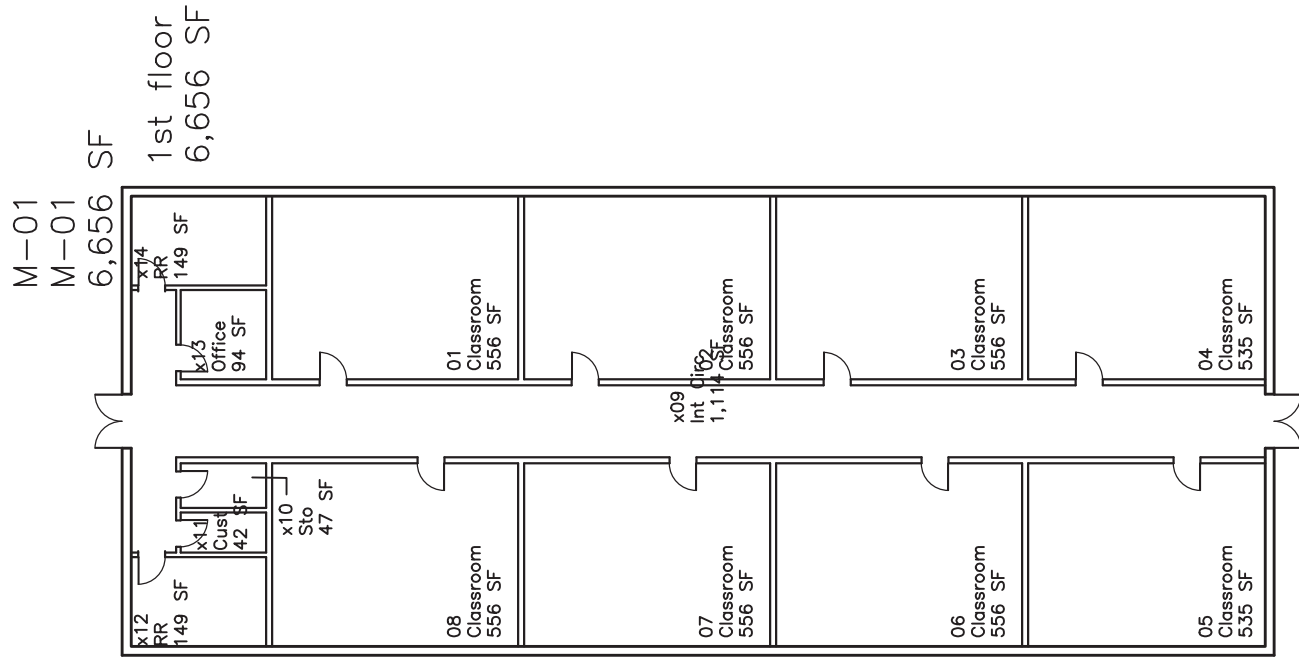 M-01
M-01
6,656 SF
1st floor
6,656 SF
x14
RR
149 SF
x13
Office
94 SF
01
Classroom
556 SF
02
Classroom
556 SF
03
Classroom
556 SF
04
Classroom
535 SF
x09
Int Circ
1,114 SF
x12
RR
149 SF
x11
Cust
42 SF
x10
Sto
47 SF
08
Classroom
556 SF
07
Classroom
556 SF
06
Classroom
556 SF
05
Classroom
535 SF